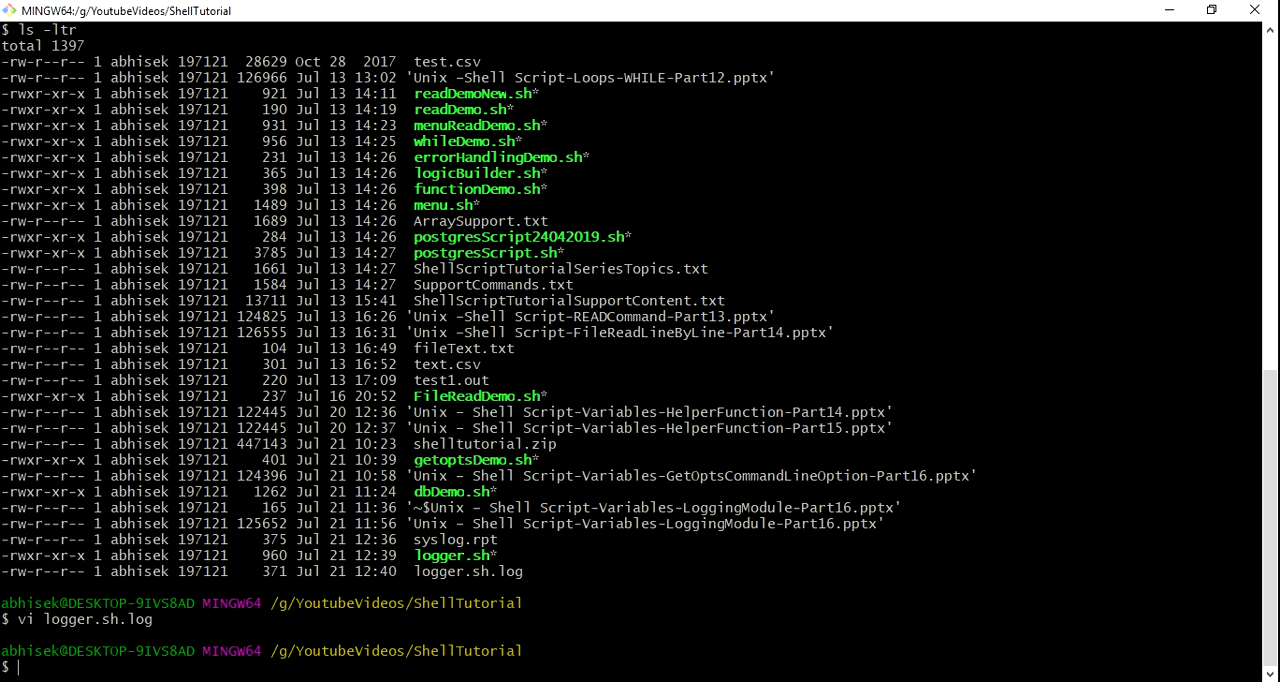 MINGW64:/g/YoutubeVideos/ShellTutorial
$ ls -ltr
total 1397
-rw-r--r-- 1 abhisek 197121  28629 Oct 28  2017  test.csv
-rw-r--r-- 1 abhisek 197121 126966 Jul 13 13:02 'Unix -Shell Script-Loops-WHILE-Part12.pptx'
-rwxr-xr-x 1 abhisek 197121    921 Jul 13 14:11  readDemoNew.sh*
-rwxr-xr-x 1 abhisek 197121    190 Jul 13 14:19  readDemo.sh*
-rwxr-xr-x 1 abhisek 197121    931 Jul 13 14:23  menuReadDemo.sh*
-rwxr-xr-x 1 abhisek 197121    956 Jul 13 14:25  whileDemo.sh*
-rwxr-xr-x 1 abhisek 197121    231 Jul 13 14:26  errorHandlingDemo.sh*
-rwxr-xr-x 1 abhisek 197121    365 Jul 13 14:26  logicBuilder.sh*
-rwxr-xr-x 1 abhisek 197121    398 Jul 13 14:26  functionDemo.sh*
-rwxr-xr-x 1 abhisek 197121   1489 Jul 13 14:26  menu.sh*
-rw-r--r-- 1 abhisek 197121   1689 Jul 13 14:26  ArraySupport.txt
-rwxr-xr-x 1 abhisek 197121    284 Jul 13 14:26  postgresScript24042019.sh*
-rwxr-xr-x 1 abhisek 197121   3785 Jul 13 14:27  postgresScript.sh*
-rw-r--r-- 1 abhisek 197121   1661 Jul 13 14:27  ShellScriptTutorialSeriesTopics.txt
-rw-r--r-- 1 abhisek 197121   1584 Jul 13 14:27  SupportCommands.txt
-rw-r--r-- 1 abhisek 197121  13711 Jul 13 15:41  ShellScriptTutorialSupportContent.txt
-rw-r--r-- 1 abhisek 197121 124825 Jul 13 16:26 'Unix -Shell Script-READCommand-Part13.pptx'
-rw-r--r-- 1 abhisek 197121 126555 Jul 13 16:31 'Unix -Shell Script-FileReadLineByLine-Part14.pptx'
-rw-r--r-- 1 abhisek 197121    104 Jul 13 16:49  fileText.txt
-rw-r--r-- 1 abhisek 197121    301 Jul 13 16:52  text.csv
-rw-r--r-- 1 abhisek 197121    220 Jul 13 17:09  test1.out
-rwxr-xr-x 1 abhisek 197121    237 Jul 16 20:52  FileReadDemo.sh*
-rw-r--r-- 1 abhisek 197121 122445 Jul 20 12:36 'Unix - Shell Script-Variables-HelperFunction-Part14.pptx'
-rw-r--r-- 1 abhisek 197121 122445 Jul 20 12:37 'Unix - Shell Script-Variables-HelperFunction-Part15.pptx'
-rw-r--r-- 1 abhisek 197121 447143 Jul 21 10:23  shelltutorial.zip
-rwxr-xr-x 1 abhisek 197121    401 Jul 21 10:39  getoptsDemo.sh*
-rw-r--r-- 1 abhisek 197121 124396 Jul 21 10:58 'Unix - Shell Script-Variables-GetOptsCommandLineOption-Part16.pptx'
-rwxr-xr-x 1 abhisek 197121   1262 Jul 21 11:24  dbDemo.sh*
-rw-r--r-- 1 abhisek 197121    165 Jul 21 11:36 '~$Unix - Shell Script-Variables-LoggingModule-Part16.pptx'
-rw-r--r-- 1 abhisek 197121 125652 Jul 21 11:56 'Unix - Shell Script-Variables-LoggingModule-Part16.pptx'
-rw-r--r-- 1 abhisek 197121    375 Jul 21 12:36  syslog.rpt
-rwxr-xr-x 1 abhisek 197121    960 Jul 21 12:39  logger.sh*
-rw-r--r-- 1 abhisek 197121    371 Jul 21 12:40  logger.sh.log
abhisek@DESKTOP-9IVS8AD MINGW64 /g/YoutubeVideos/ShellTutorial
$ vi logger.sh.log
abhisek@DESKTOP-9IVS8AD MINGW64 /g/YoutubeVideos/ShellTutorial
$